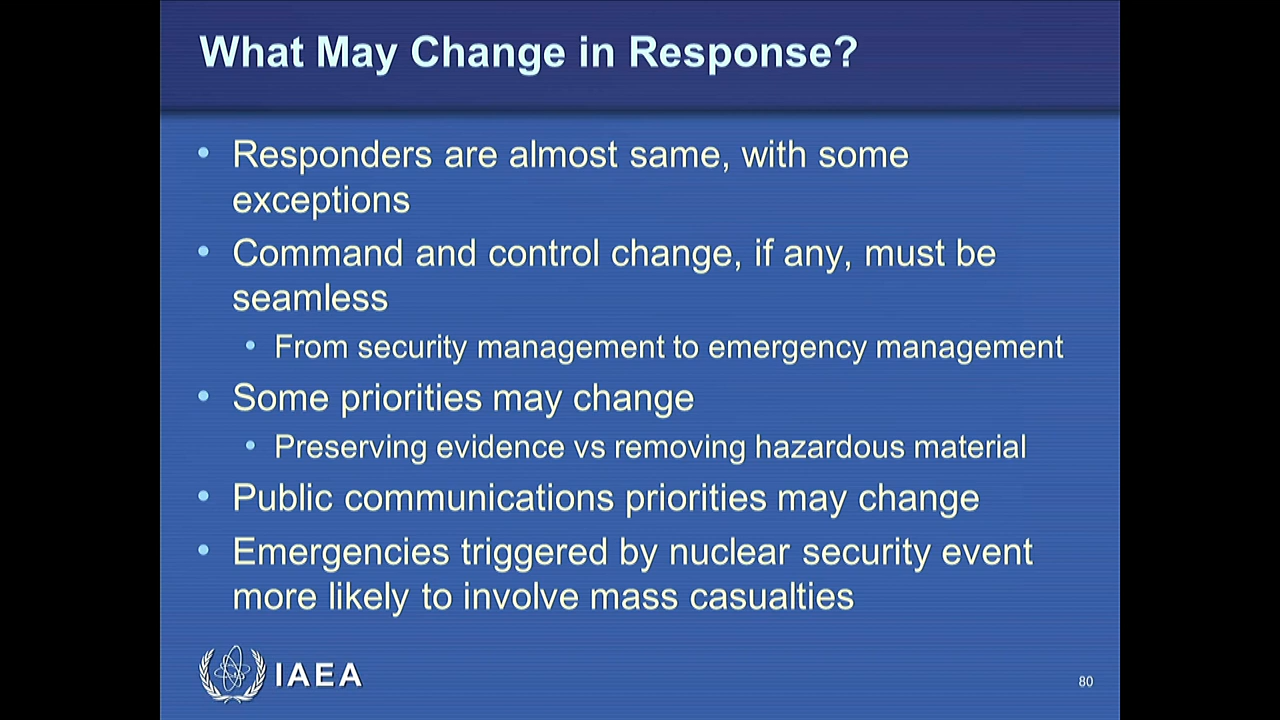 What May Change in Response?
• Responders are almost same, with some
exceptions
• Command and control change, if any, must be
seamless
• From security management to emergency management
• Some priorities may change
• Preserving evidence vs removing hazardous material
• Public communications priorities may change
• Emergencies triggered by nuclear security event
more likely to involve mass casualties
IAEA
80